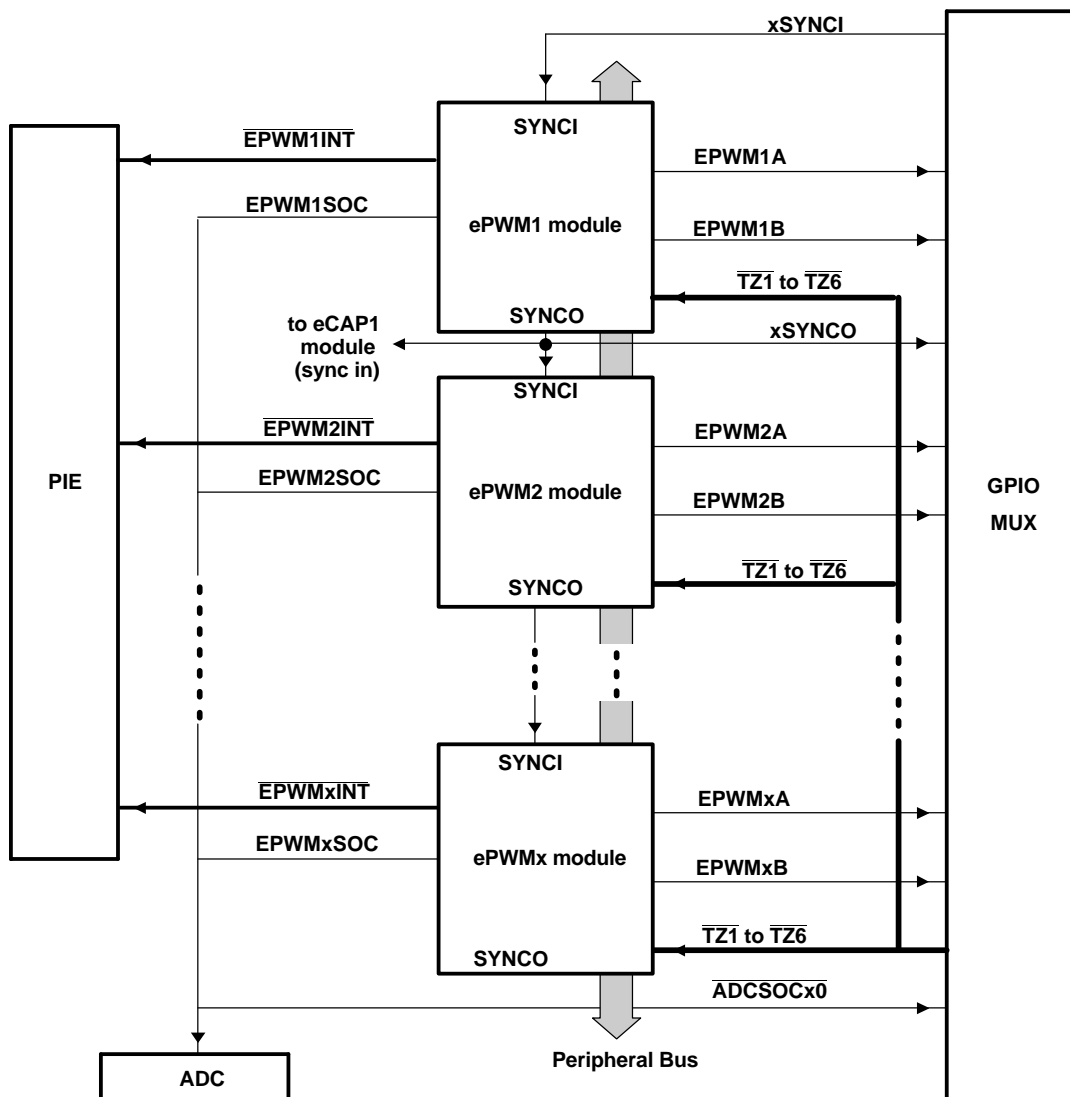 xSYNCI
SYNCI
EPWM1INT
EPWM1A
EPWM1SOC
ePWM1 module
EPWM1B
TZ1 to TZ6
SYNCO
to eCAP1
module
(sync in)
xSYNCO
SYNCI
EPWM2INT
EPWM2A
PIE
EPWM2SOC
ePWM2 module
EPWM2B
GPIO
MUX
TZ1 to TZ6
SYNCO
SYNCI
EPWMxINT
EPWMxA
EPWMxSOC
ePWMx module
EPWMxB
TZ1 to TZ6
SYNCO
ADCSOCx0
Peripheral Bus
ADC